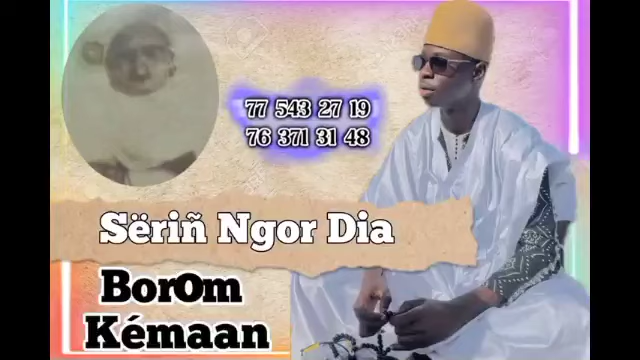 77 543 27 19
76 371 31 48
Sëriñ Ngor Dia
BorOm
Kémaan